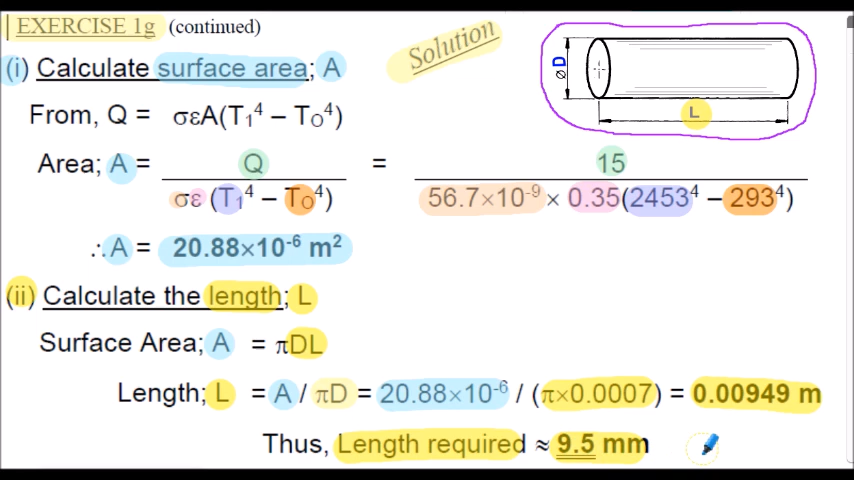 EXERCISE 1g (continued)
Solution
(i) Calculate surface area; A
ø D
L
From, Q = σεA(T₁⁴ – T₀⁴)
Area; A = Q / σε (T₁⁴ – T₀⁴) = 15 / 56.7×10⁻⁹ × 0.35(2453⁴ – 293⁴)
∴ A = 20.88×10⁻⁶ m²
(ii) Calculate the length; L
Surface Area; A = πDL
Length; L = A / πD = 20.88×10⁻⁶ / (π×0.0007) = 0.00949 m
Thus, Length required ≈ 9.5 mm